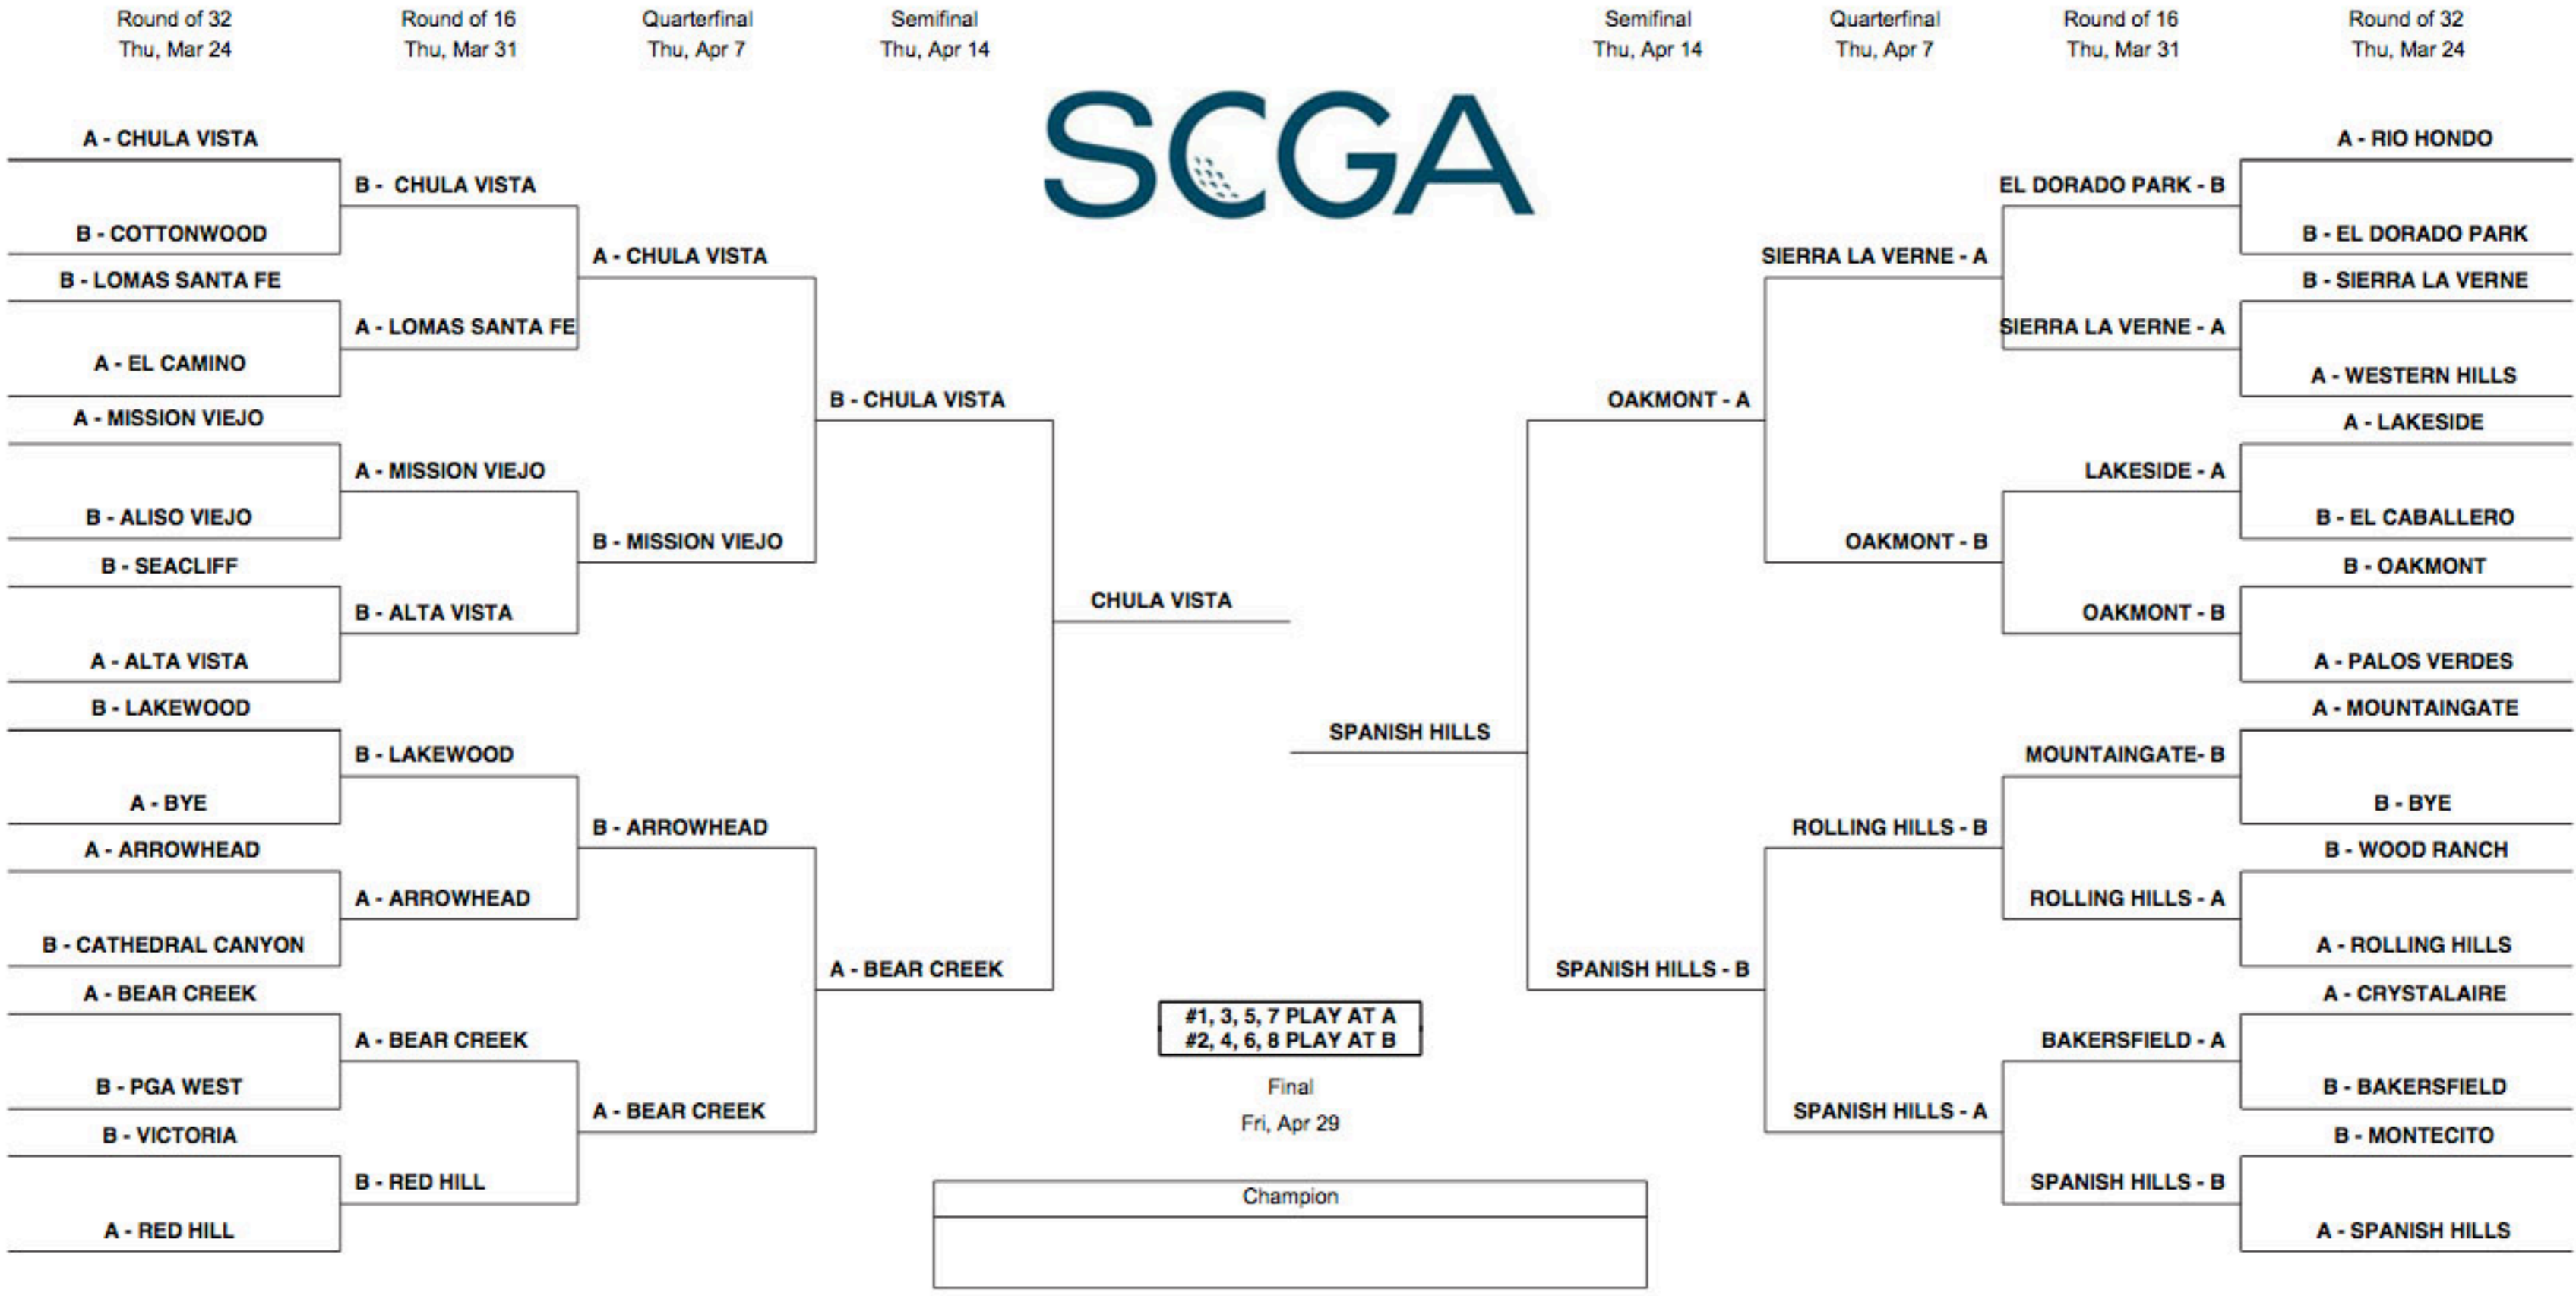 Round of 32
Thu, Mar 24
Round of 16
Thu, Mar 31
Quarterfinal
Thu, Apr 7
Semifinal
Thu, Apr 14
Semifinal
Thu, Apr 14
Quarterfinal
Thu, Apr 7
Round of 16
Thu, Mar 31
Round of 32
Thu, Mar 24
SCGA
A - CHULA VISTA
B - COTTONWOOD
B - LOMAS SANTA FE
A - EL CAMINO
A - MISSION VIEJO
B - ALISO VIEJO
B - SEACLIFF
A - ALTA VISTA
B - LAKEWOOD
A - BYE
A - ARROWHEAD
B - CATHEDRAL CANYON
A - BEAR CREEK
B - PGA WEST
B - VICTORIA
A - RED HILL
B - CHULA VISTA
A - LOMAS SANTA FE
A - MISSION VIEJO
B - ALTA VISTA
B - LAKEWOOD
A - ARROWHEAD
A - BEAR CREEK
B - RED HILL
A - CHULA VISTA
B - MISSION VIEJO
B - ARROWHEAD
A - BEAR CREEK
B - CHULA VISTA
A - BEAR CREEK
CHULA VISTA
SPANISH HILLS
#1, 3, 5, 7 PLAY AT A
#2, 4, 6, 8 PLAY AT B
Final
Fri, Apr 29
Champion
OAKMONT - A
SPANISH HILLS - B
SIERRA LA VERNE - A
OAKMONT - B
ROLLING HILLS - B
SPANISH HILLS - A
EL DORADO PARK - B
SIERRA LA VERNE - A
LAKESIDE - A
OAKMONT - B
MOUNTAINGATE- B
ROLLING HILLS - A
BAKERSFIELD - A
SPANISH HILLS - B
A - RIO HONDO
B - EL DORADO PARK
B - SIERRA LA VERNE
A - WESTERN HILLS
A - LAKESIDE
B - EL CABALLERO
B - OAKMONT
A - PALOS VERDES
A - MOUNTAINGATE
B - BYE
B - WOOD RANCH
A - ROLLING HILLS
A - CRYSTALAIRE
B - BAKERSFIELD
B - MONTECITO
A - SPANISH HILLS